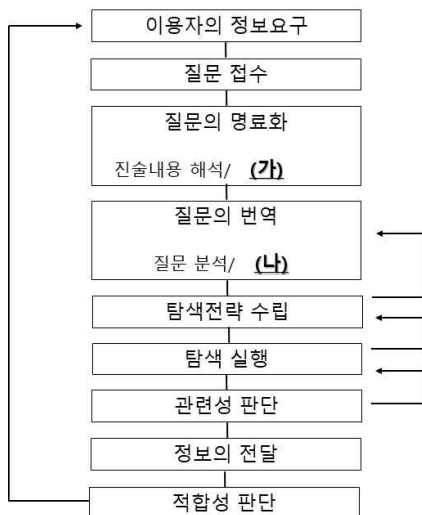 이용자의 정보요구
질문 접수
질문의 명료화
진술내용 해석/ (가)
질문의 번역
질문 분석/ (나)
탐색전략 수립
탐색 실행
관련성 판단
정보의 전달
적합성 판단